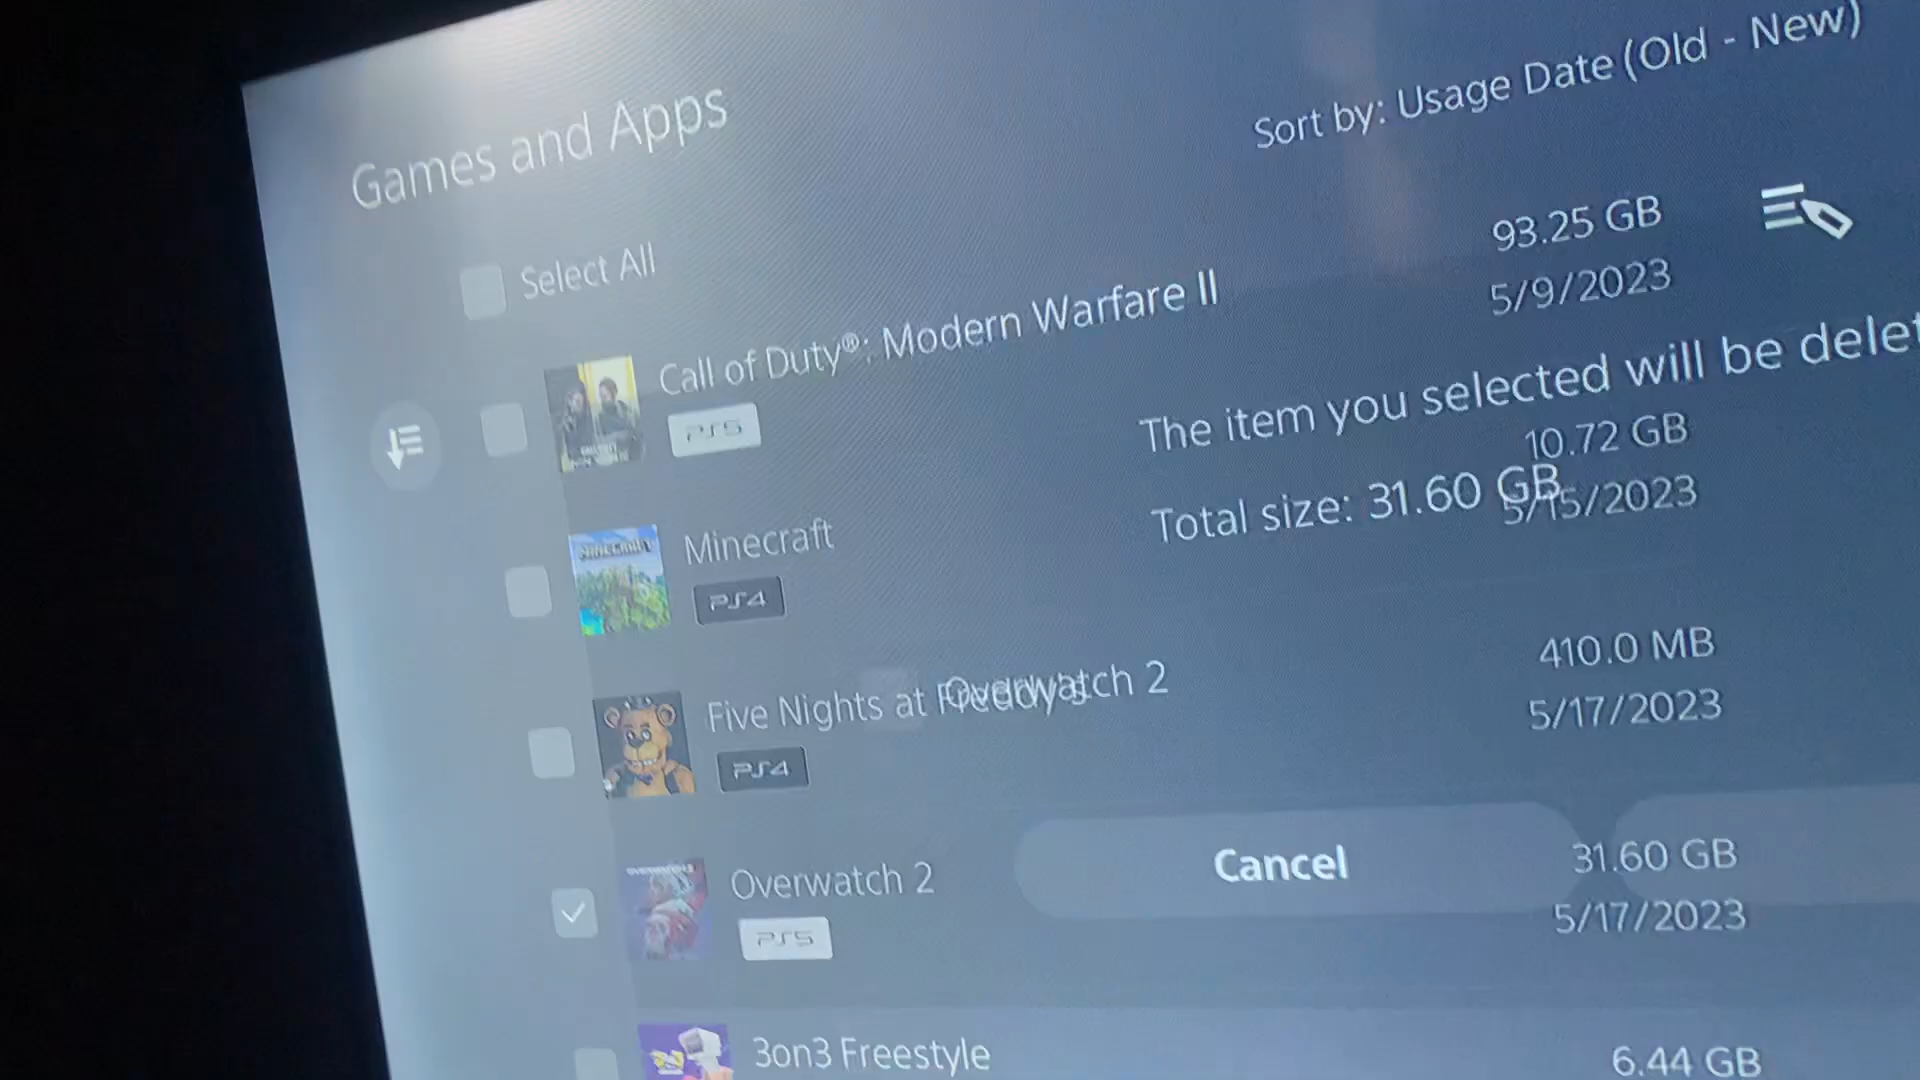 Games and Apps
Sort by: Usage Date (Old - New)
Select All
Call of Duty®: Modern Warfare II
PS5
93.25 GB
5/9/2023
The item you selected will be delet
Total size: 31.60 GB
Minecraft
PS4
10.72 GB
5/15/2023
Five Nights at Freddy's
PS4
410.0 MB
5/17/2023
Overwatch 2
Cancel
Overwatch 2
PS5
31.60 GB
5/17/2023
3on3 Freestyle
6.44 GB